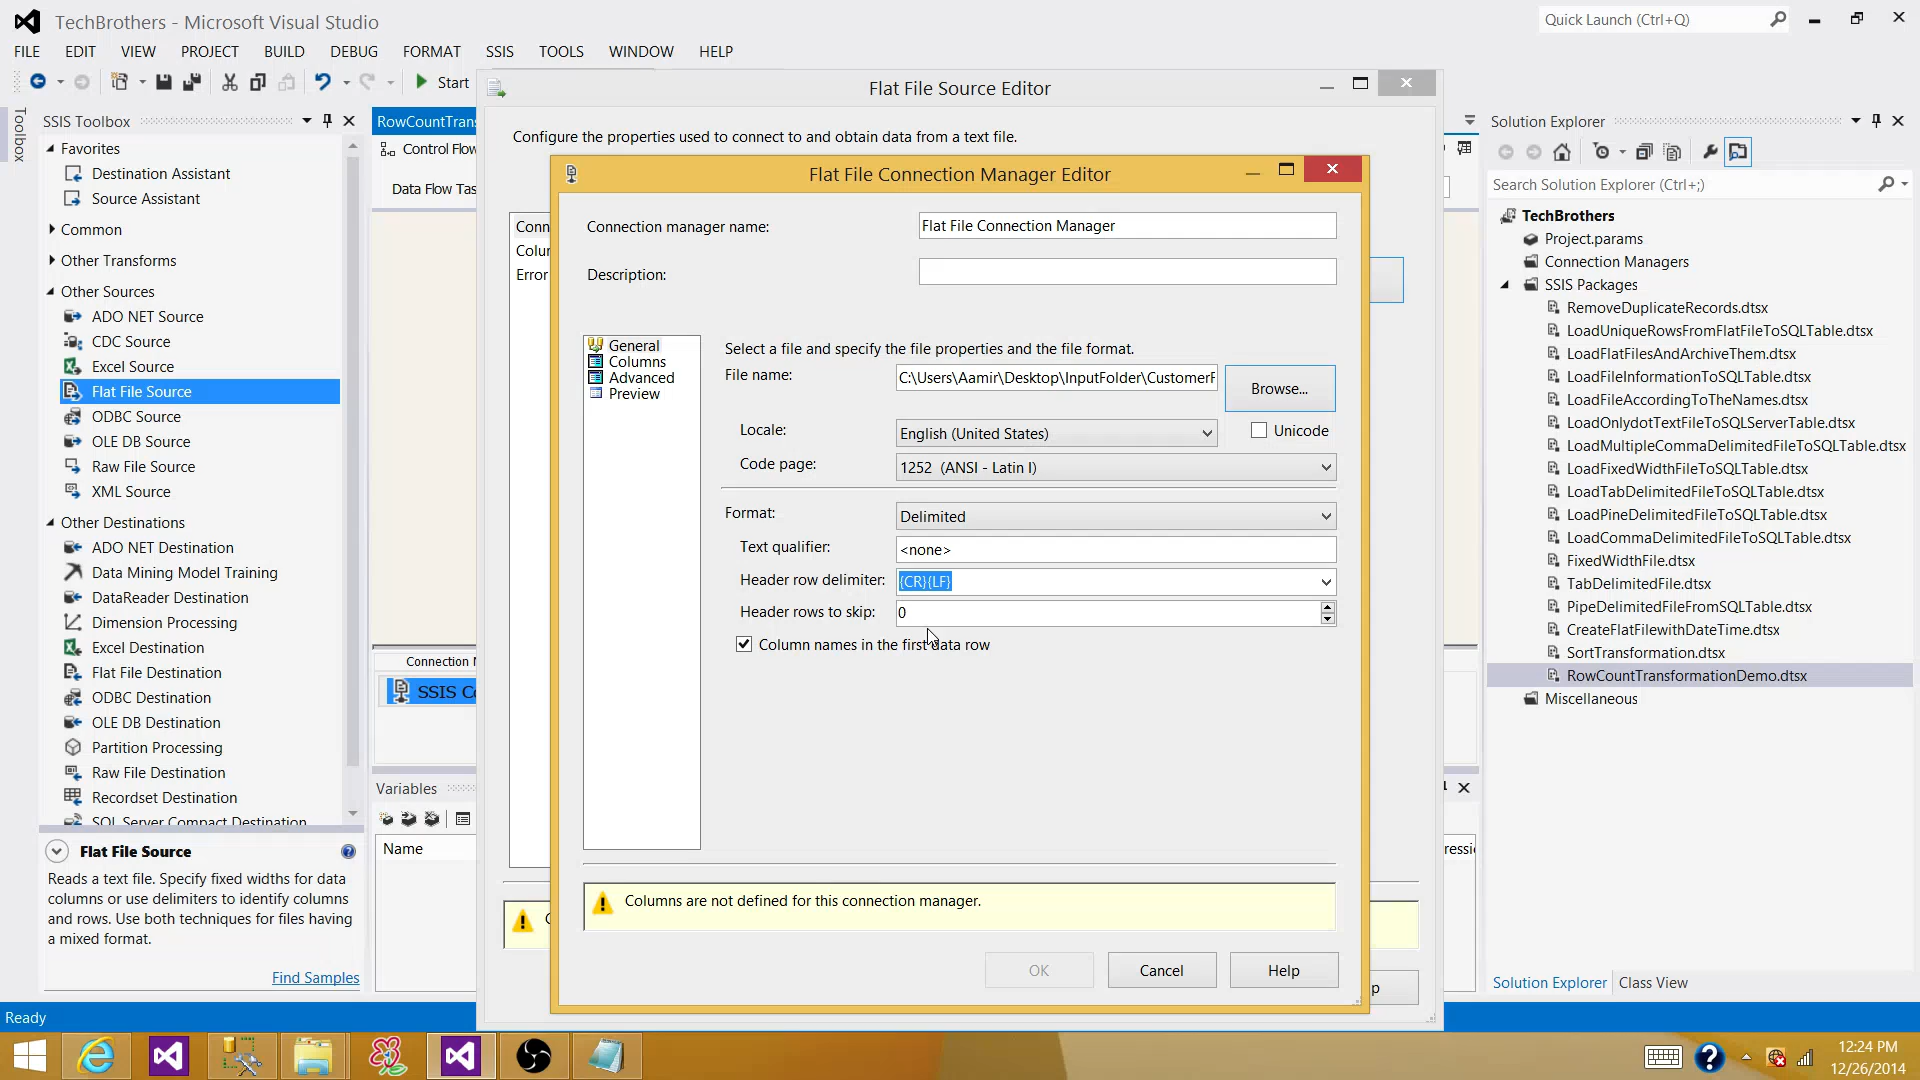 TechBrothers - Microsoft Visual Studio
Quick Launch (Ctrl+Q)
FILE EDIT VIEW PROJECT BUILD DEBUG FORMAT SSIS TOOLS WINDOW HELP
Start
Toolbox
SSIS Toolbox
Favorites
Destination Assistant
Source Assistant
Common
Other Transforms
Other Sources
ADO NET Source
CDC Source
Excel Source
Flat File Source
ODBC Source
OLE DB Source
Raw File Source
XML Source
Other Destinations
ADO NET Destination
Data Mining Model Training
DataReader Destination
Dimension Processing
Excel Destination
Flat File Destination
ODBC Destination
OLE DB Destination
Partition Processing
Raw File Destination
Recordset Destination
SQL Server Compact Destination
Flat File Source
Reads a text file. Specify fixed widths for data
columns or use delimiters to identify columns
and rows. Use both techniques for files having
a mixed format.
Find Samples
Ready
RowCountTran
Control Flow
Data Flow Tas
Connection M
SSIS Co
Variables
Name
Flat File Source Editor
Configure the properties used to connect to and obtain data from a text file.
Conn
Colun
Error
Flat File Connection Manager Editor
Connection manager name:
Flat File Connection Manager
Description:
General
Columns
Advanced
Preview
Select a file and specify the file properties and the file format.
File name:
C:\Users\Aamir\Desktop\InputFolder\CustomerF
Browse...
Locale:
English (United States)
Unicode
Code page:
1252 (ANSI - Latin I)
Format:
Delimited
Text qualifier:
<none>
Header row delimiter:
{CR}{LF}
Header rows to skip:
0
Column names in the first data row
Columns are not defined for this connection manager.
OK
Cancel
Help
Solution Explorer
Search Solution Explorer (Ctrl+;)
TechBrothers
Project.params
Connection Managers
SSIS Packages
RemoveDuplicateRecords.dtsx
LoadUniqueRowsFromFlatFileToSQLTable.dtsx
LoadFlatFilesAndArchiveThem.dtsx
LoadFileInformationToSQLTable.dtsx
LoadFileAccordingToTheNames.dtsx
LoadOnlydotTextFileToSQLServerTable.dtsx
LoadMultipleCommaDelimitedFileToSQLTable.dtsx
LoadFixedWidthFileToSQLTable.dtsx
LoadTabDelimitedFileToSQLTable.dtsx
LoadPineDelimitedFileToSQLTable.dtsx
LoadCommaDelimitedFileToSQLTable.dtsx
FixedWidthFile.dtsx
TabDelimitedFile.dtsx
PipeDelimitedFileFromSQLTable.dtsx
CreateFlatFilewithDateTime.dtsx
SortTransformation.dtsx
RowCountTransformationDemo.dtsx
Miscellaneous
Solution Explorer Class View
12:24 PM
12/26/2014